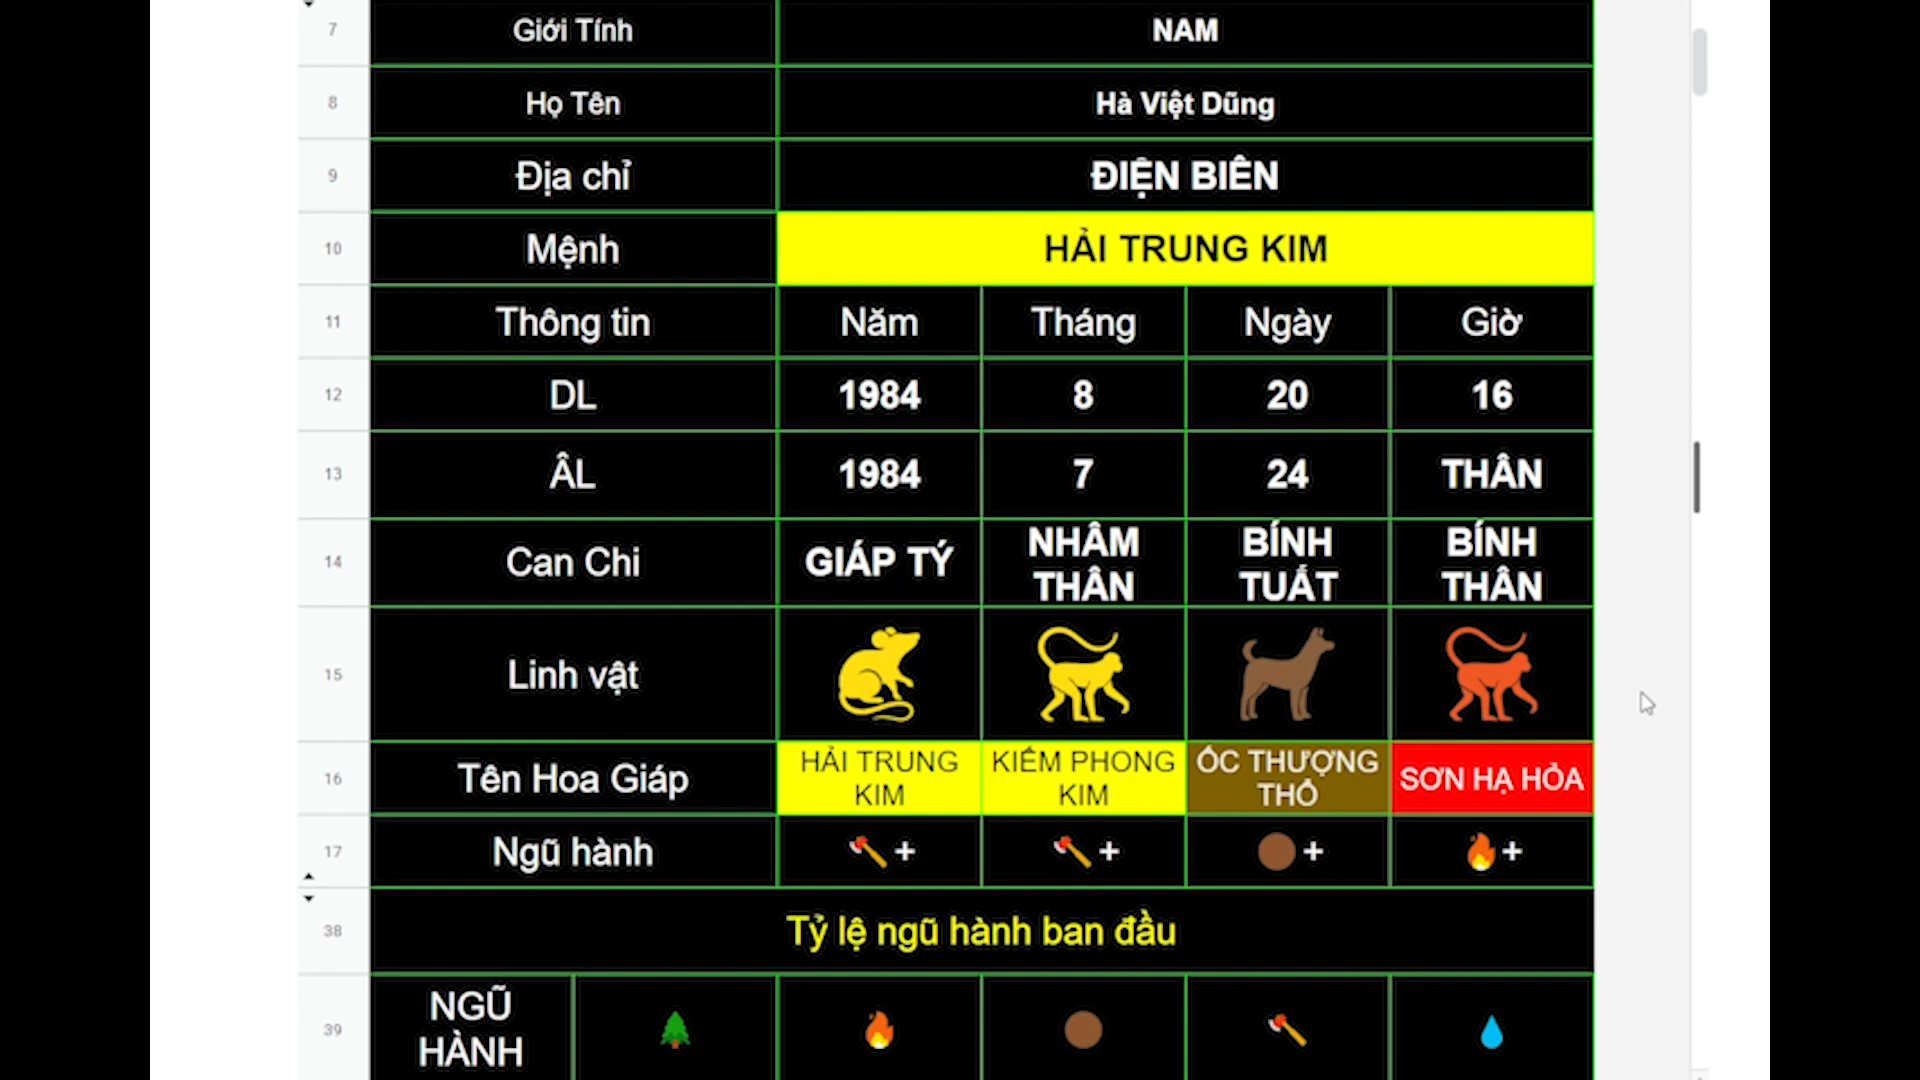 7 Giới Tính NAM
8 Họ Tên Hà Việt Dũng
9 Địa chỉ ĐIỆN BIÊN
10 Mệnh HẢI TRUNG KIM
11 Thông tin Năm Tháng Ngày Giờ
12 DL 1984 8 20 16
13 ÂL 1984 7 24 THÂN
14 Can Chi GIÁP TÝ NHÂM THÂN BÍNH TUẤT BÍNH THÂN
15 Linh vật
16 Tên Hoa Giáp HẢI TRUNG KIM KIẾM PHONG KIM ỐC THƯỢNG THỔ SƠN HẠ HỎA
17 Ngũ hành + + + +
38 Tỷ lệ ngũ hành ban đầu
39 NGŨ HÀNH